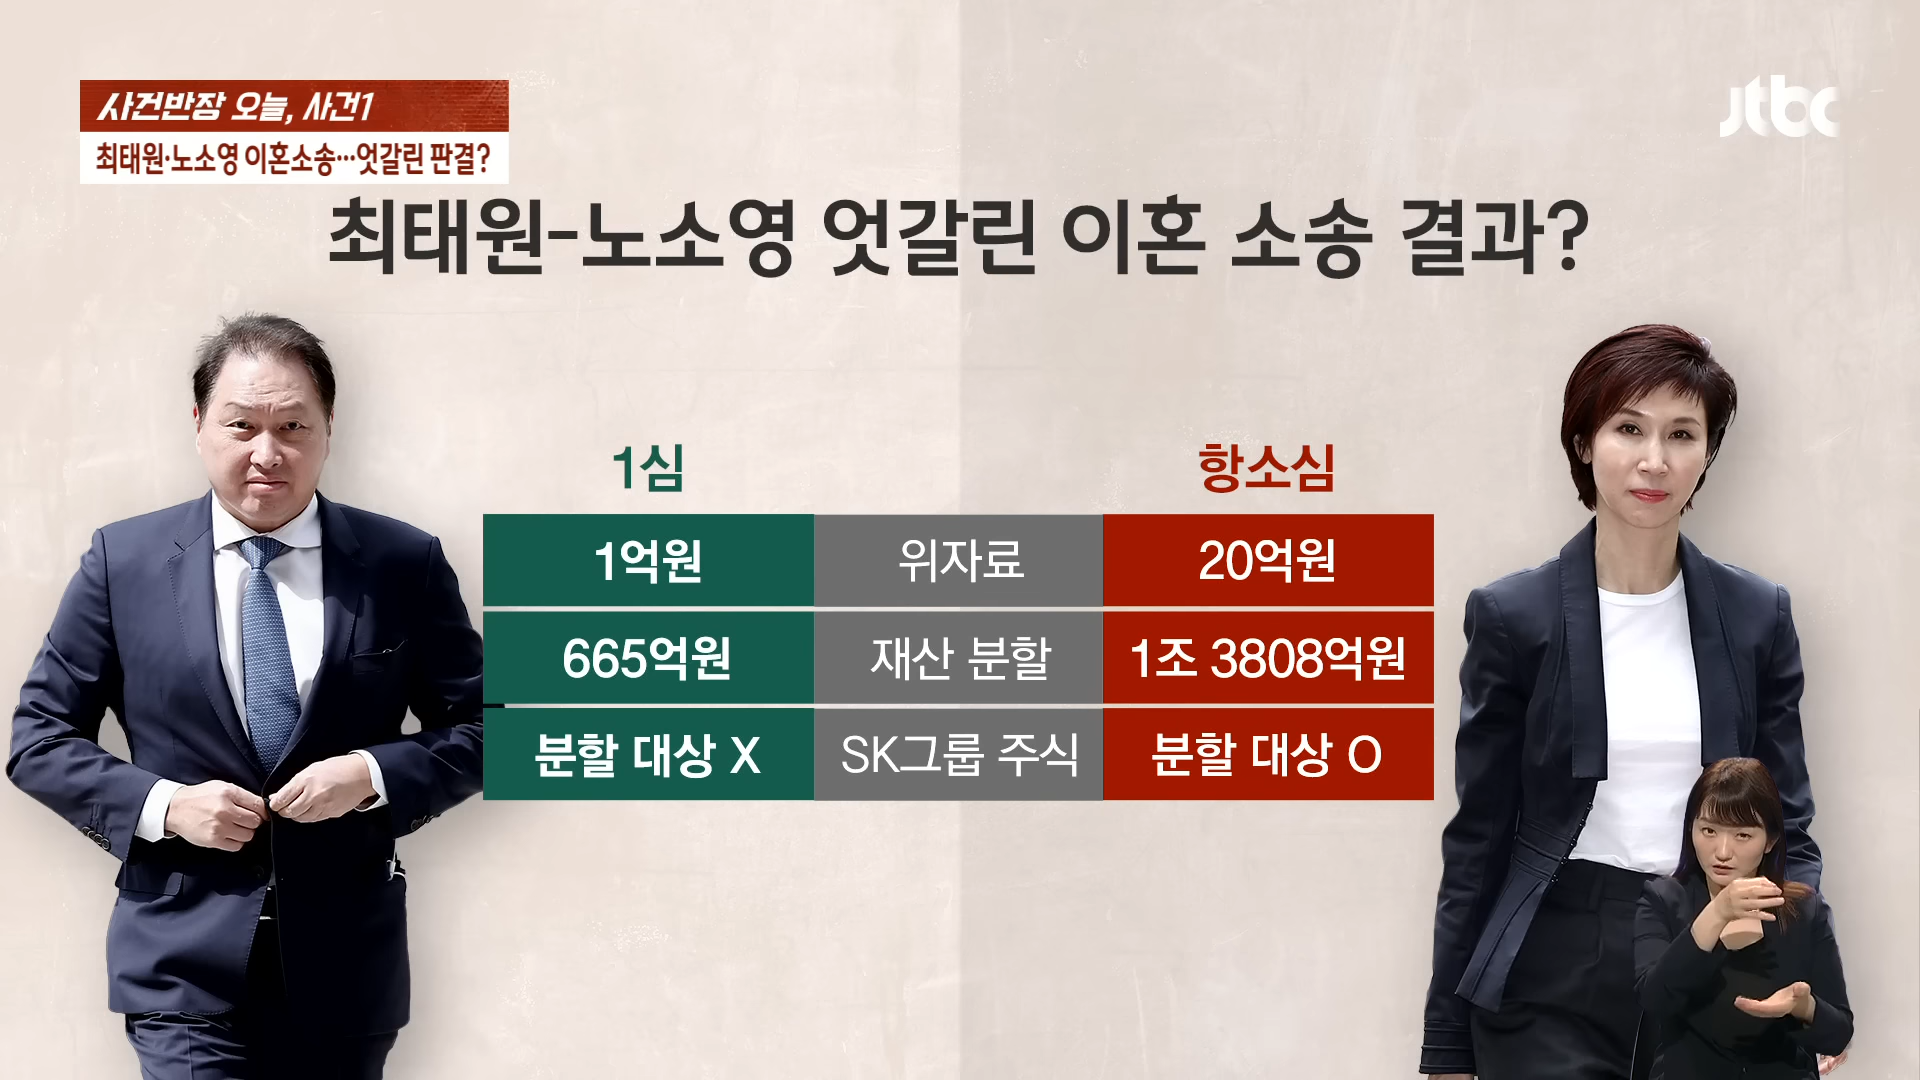 사건반장 오늘, 사건1
jtbc
최태원·노소영 이혼소송…엇갈린 판결?
최태원-노소영 엇갈린 이혼 소송 결과?
1심 항소심
1억원 위자료 20억원
665억원 재산 분할 1조 3808억원
분할 대상 X SK그룹 주식 분할 대상 O